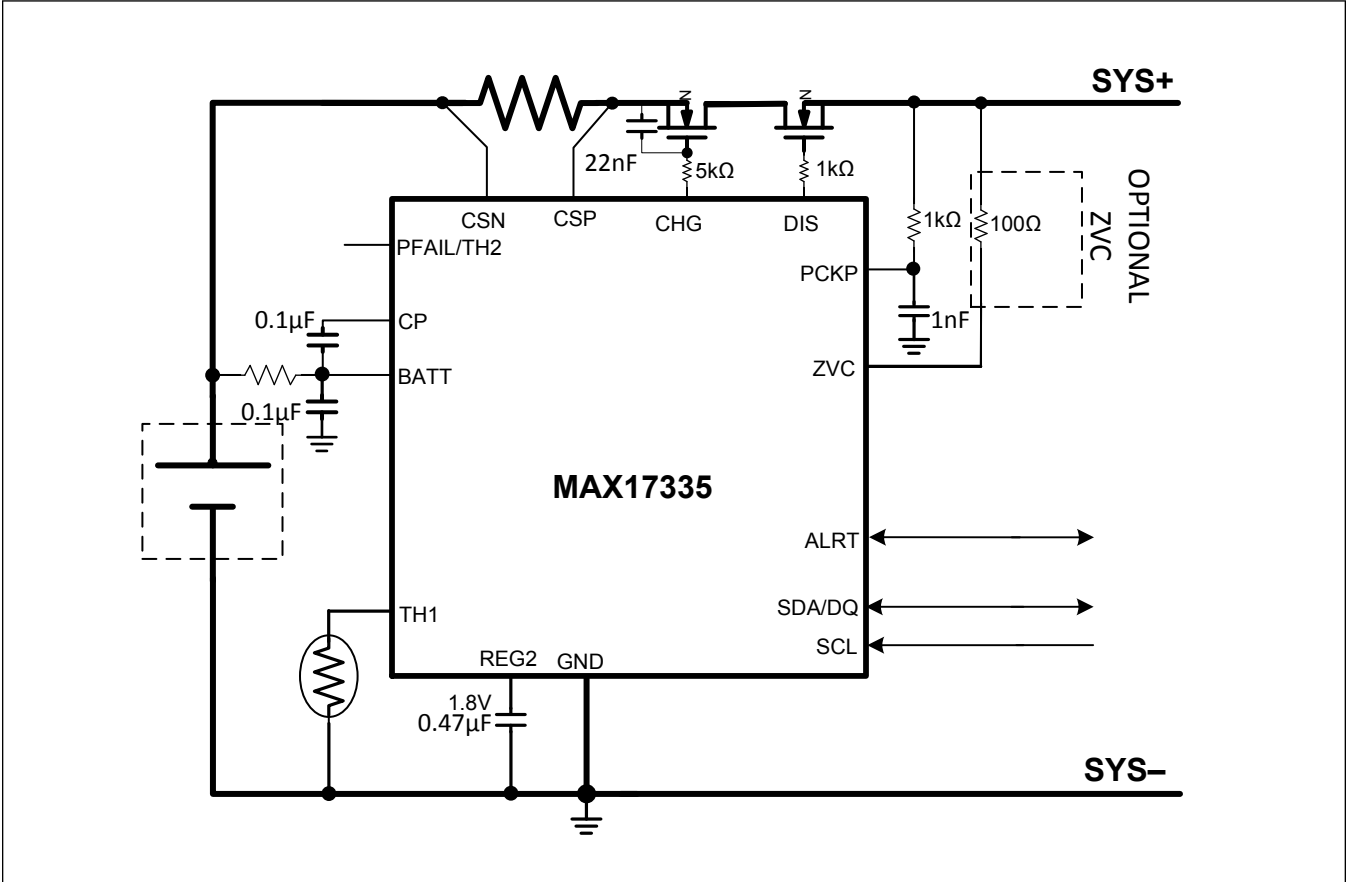 SYS+
N
N
22nF
5kΩ
1kΩ
CSN
CSP
CHG
DIS
1kΩ
100Ω
OPTIONAL
ZVC
PFAIL/TH2
PCKP
0.1µF
CP
1nF
BATT
ZVC
0.1µF
MAX17335
ALRT
TH1
SDA/DQ
SCL
REG2
GND
1.8V
0.47µF
SYS–